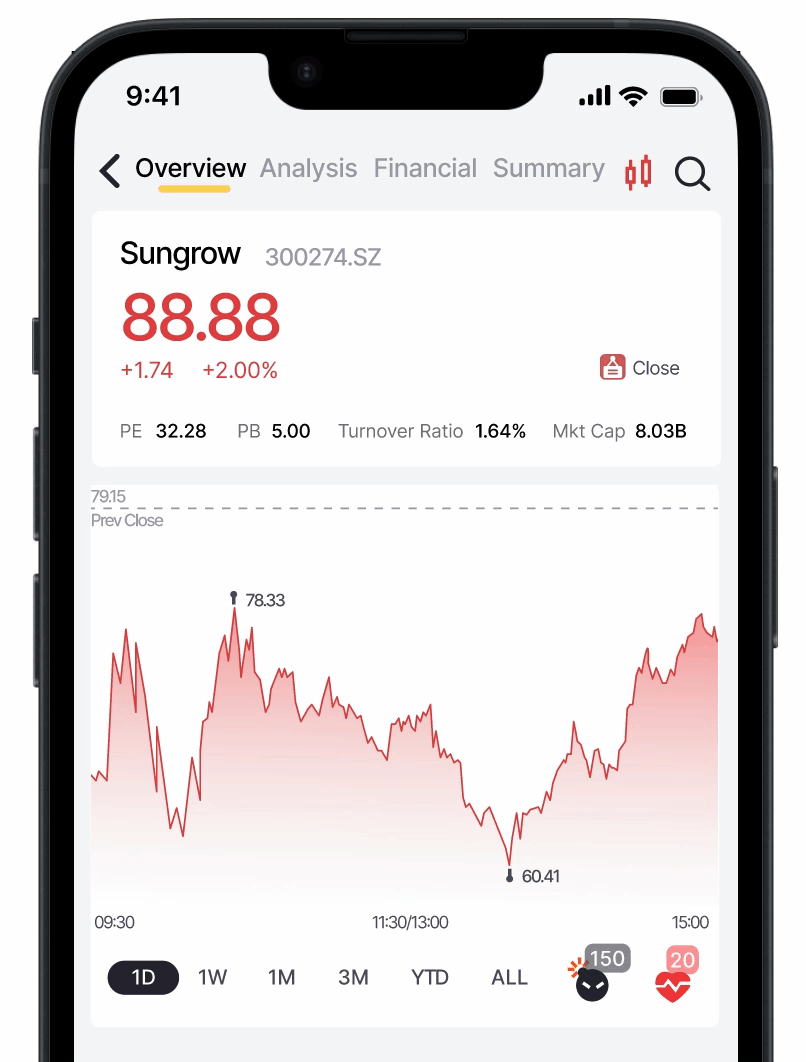 9:41
Overview Analysis Financial Summary
Sungrow 300274.SZ
88.88
+1.74 +2.00%
Close
PE 32.28 PB 5.00 Turnover Ratio 1.64% Mkt Cap 8.03B
79.15
Prev Close
78.33
60.41
09:30 11:30/13:00 15:00
1D 1W 1M 3M YTD ALL 150 20